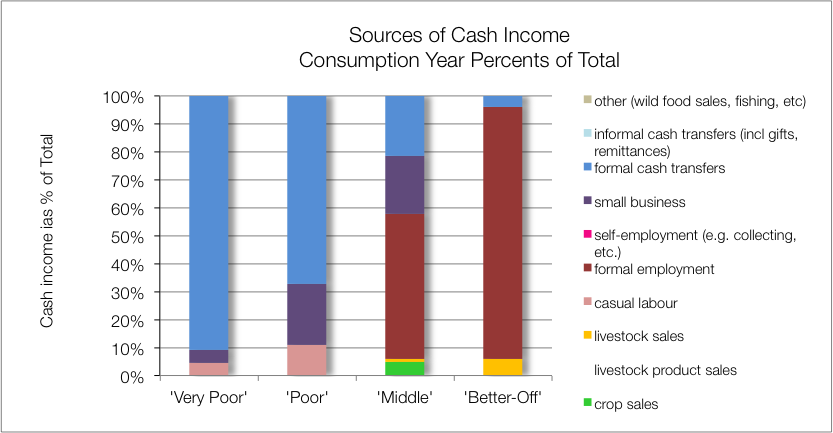 Sources of Cash Income
Consumption Year Percents of Total
Cash income ias % of Total
100%
90%
80%
70%
60%
50%
40%
30%
20%
10%
0%
'Very Poor'
'Poor'
'Middle'
'Better-Off'
other (wild food sales, fishing, etc)
informal cash transfers (incl gifts,
remittances)
formal cash transfers
small business
self-employment (e.g. collecting,
etc.)
formal employment
casual labour
livestock sales
livestock product sales
crop sales